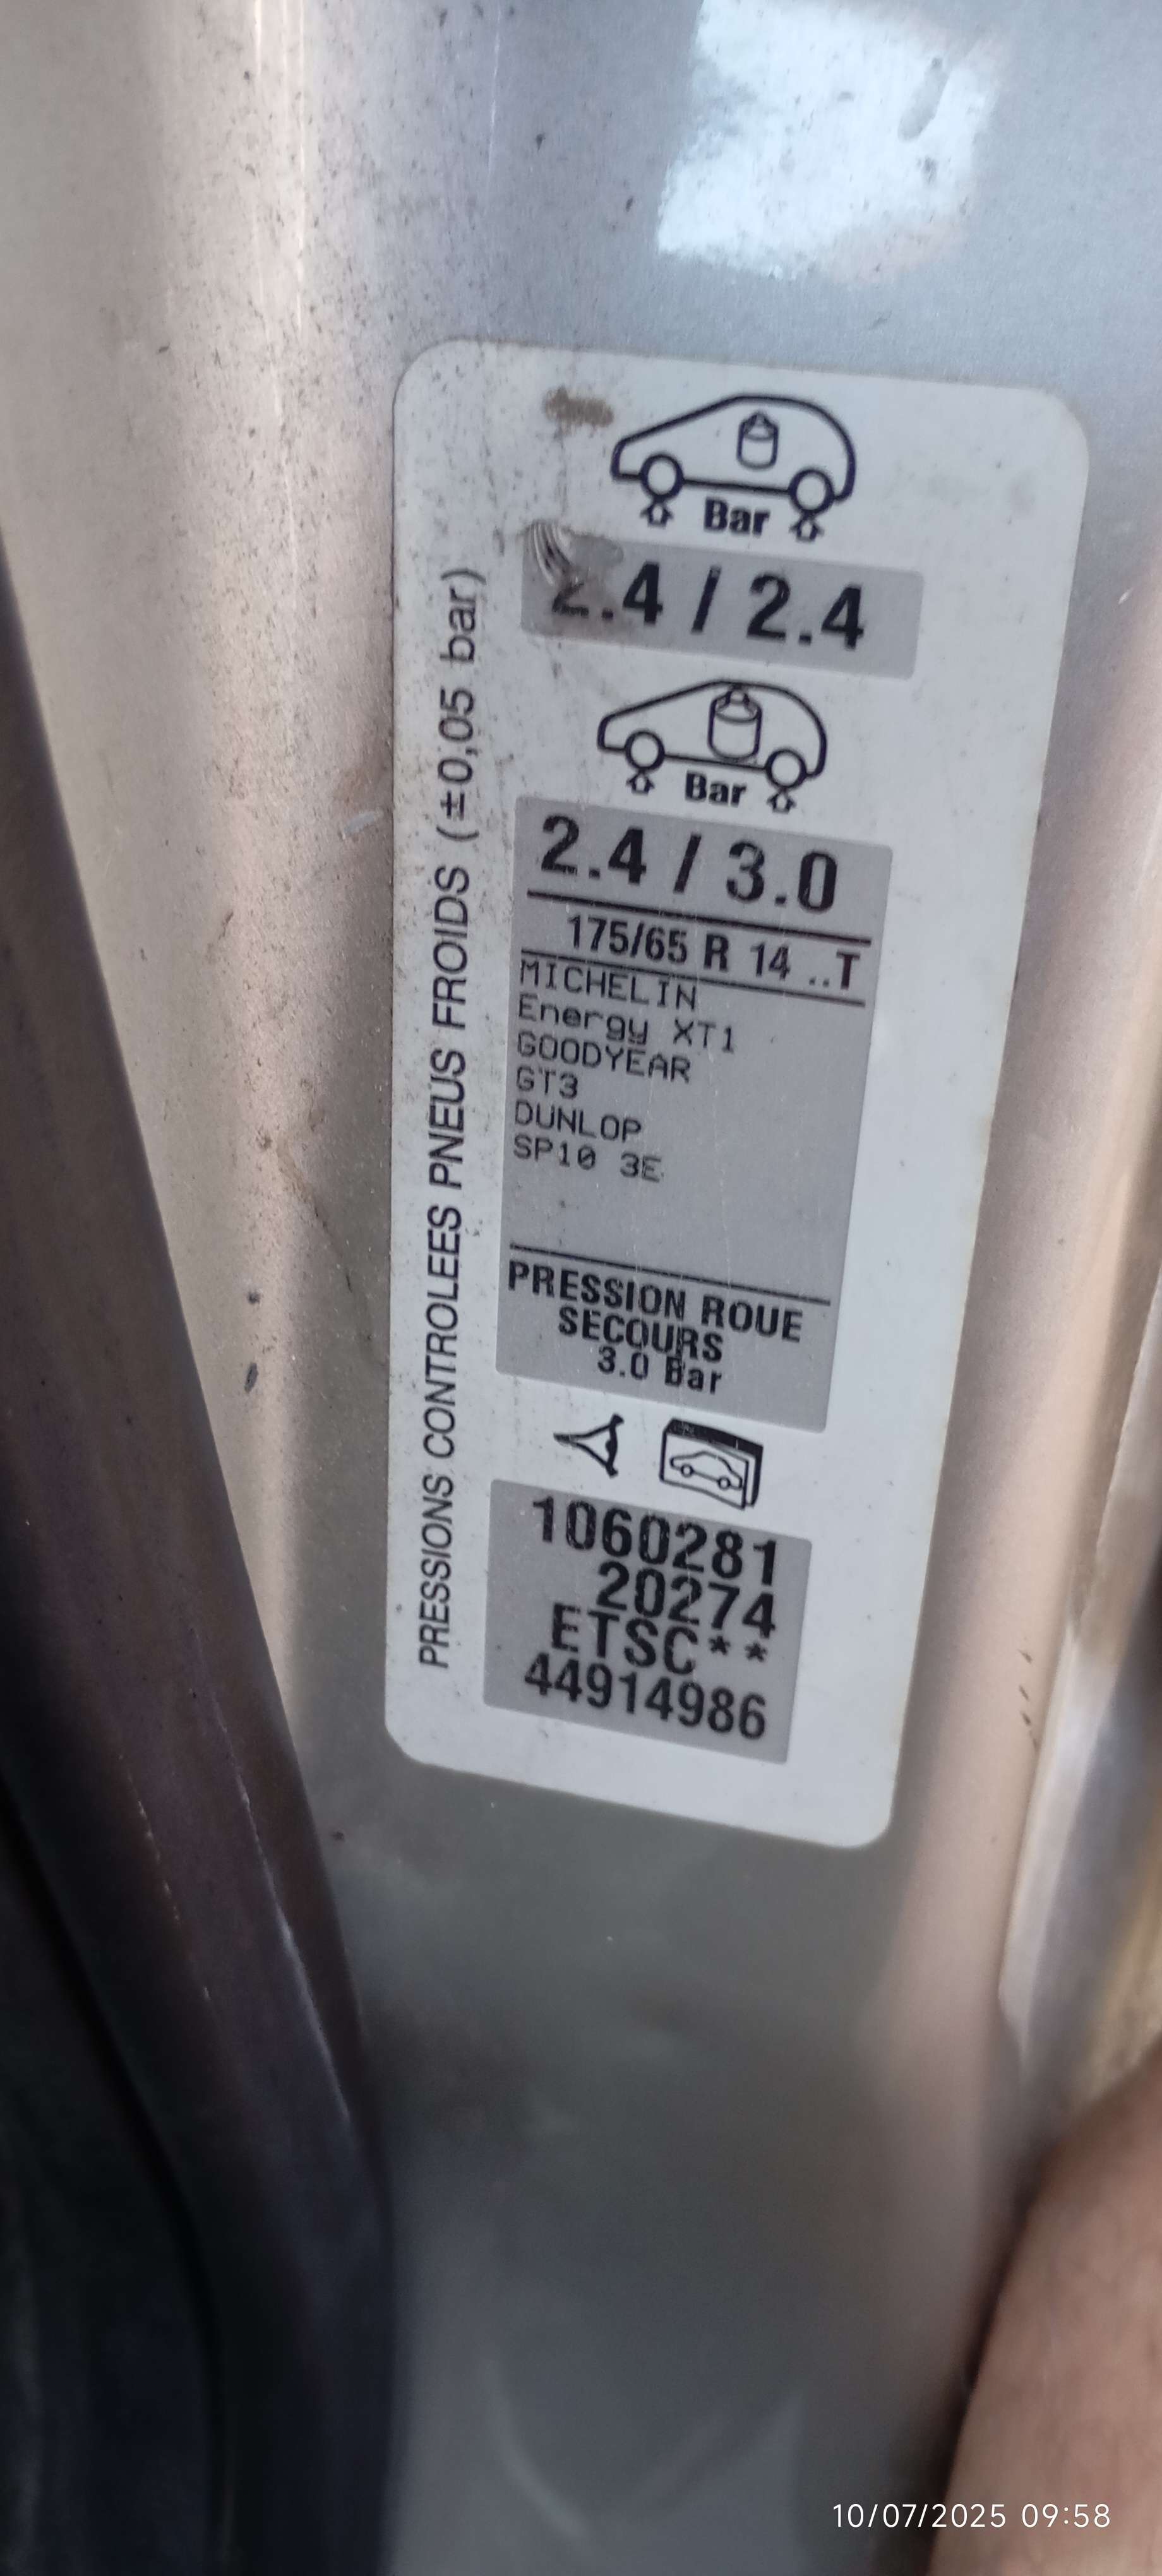 Bar
2.4 / 2.4
Bar
2.4 / 3.0
175/65 R 14 ..T
MICHELIN
Energy XT1
GOODYEAR
GT3
DUNLOP
SP10 3E
PRESSION ROUE
SECOURS
3.0 Bar
1060281
20274
ETSC**
44914986
PRESSIONS CONTROLEES PNEUS FROIDS (±0,05 bar)
10/07/2025 09:58